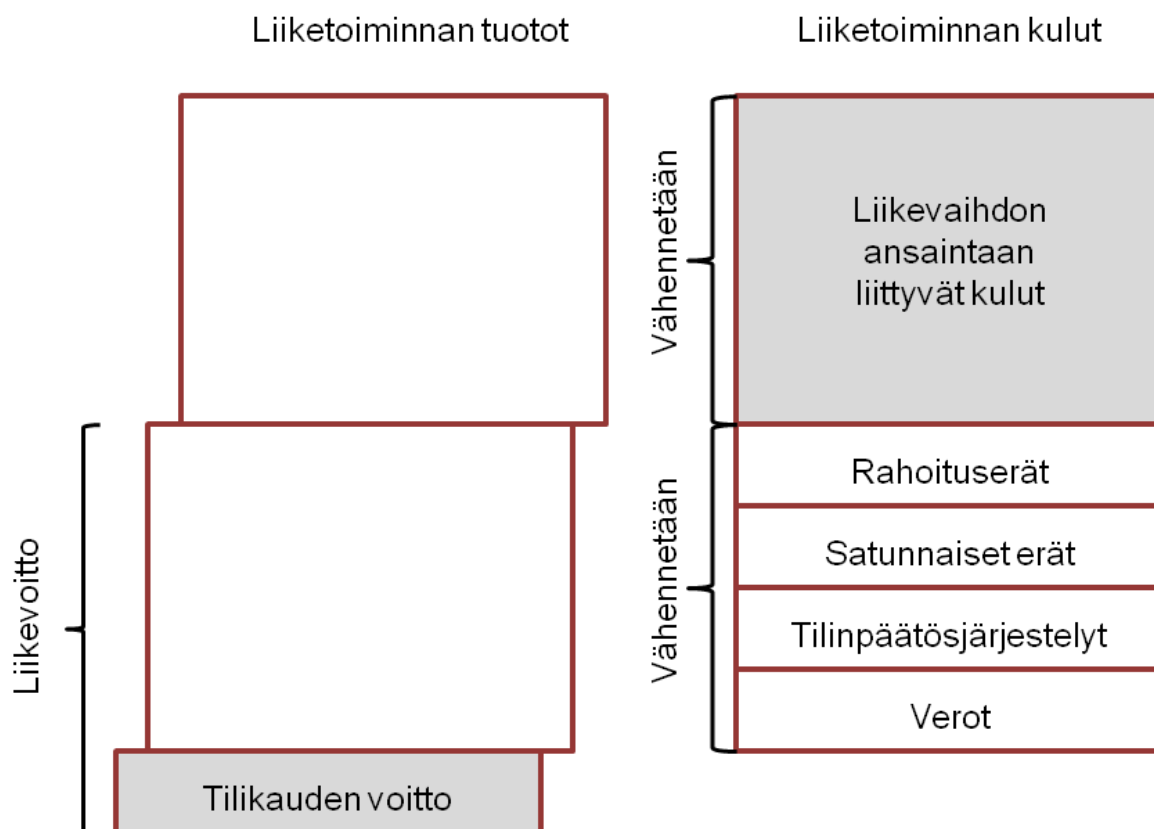 Liiketoiminnan tuotot
Liiketoiminnan kulut
Vähennetään
Liikevaihdon
ansaintaan
liittyvät kulut
Liikevoitto
Vähennetään
Rahoituserät
Satunnaiset erät
Tilinpäätösjärjestelyt
Verot
Tilikauden voitto